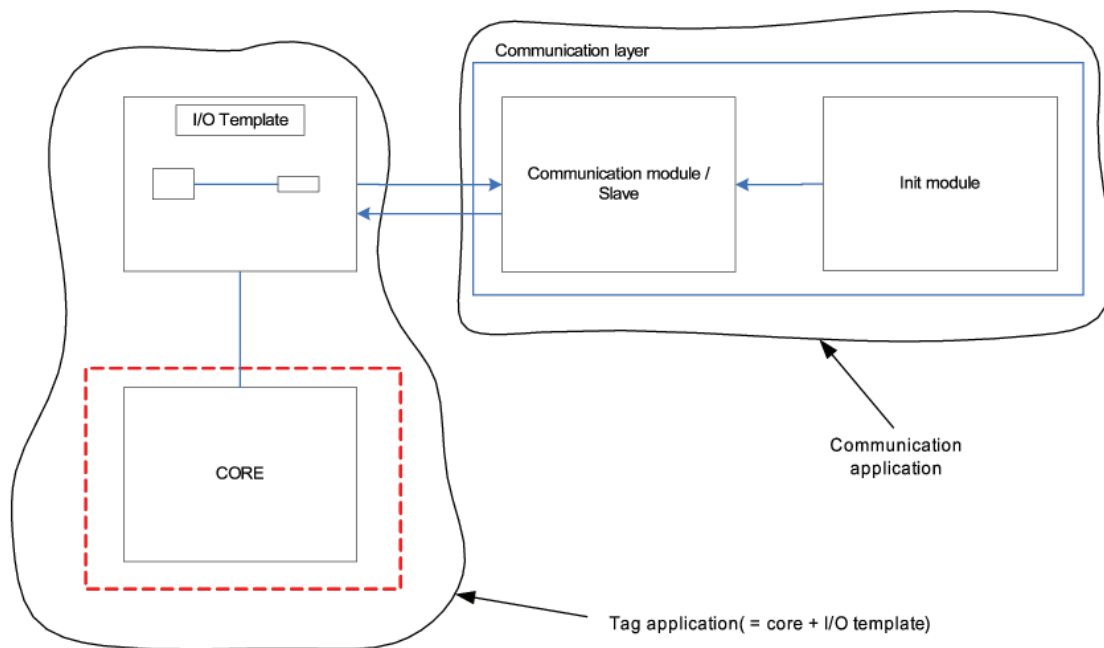 Communication layer
I/O Template
Communication module /
Slave
Init module
CORE
Communication
application
Tag application( = core + I/O template)